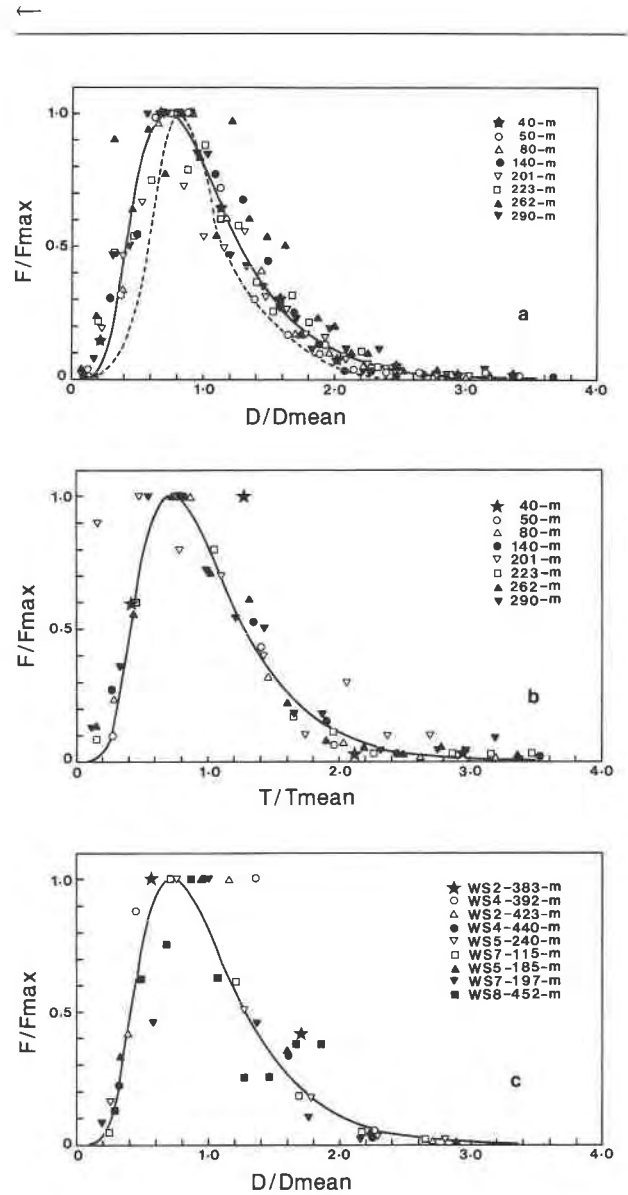 ←
F/Fmax
1·0
0·5
0
★ 40-m
○ 50-m
△ 80-m
● 140-m
▽ 201-m
□ 223-m
▲ 262-m
▼ 290-m
a
0 1·0 2·0 3·0 4·0
D/Dmean
F/Fmax
1·0
0·5
0
★ 40-m
○ 50-m
△ 80-m
● 140-m
▽ 201-m
□ 223-m
▲ 262-m
▼ 290-m
b
0 1·0 2·0 3·0 4·0
T/Tmean
F/Fmax
1·0
0·5
0
★ WS2-383-m
○ WS4-392-m
△ WS2-423-m
● WS4-440-m
▽ WS5-240-m
□ WS7-115-m
▲ WS5-185-m
▼ WS7-197-m
■ WS8-452-m
c
0 1·0 2·0 3·0 4·0
D/Dmean